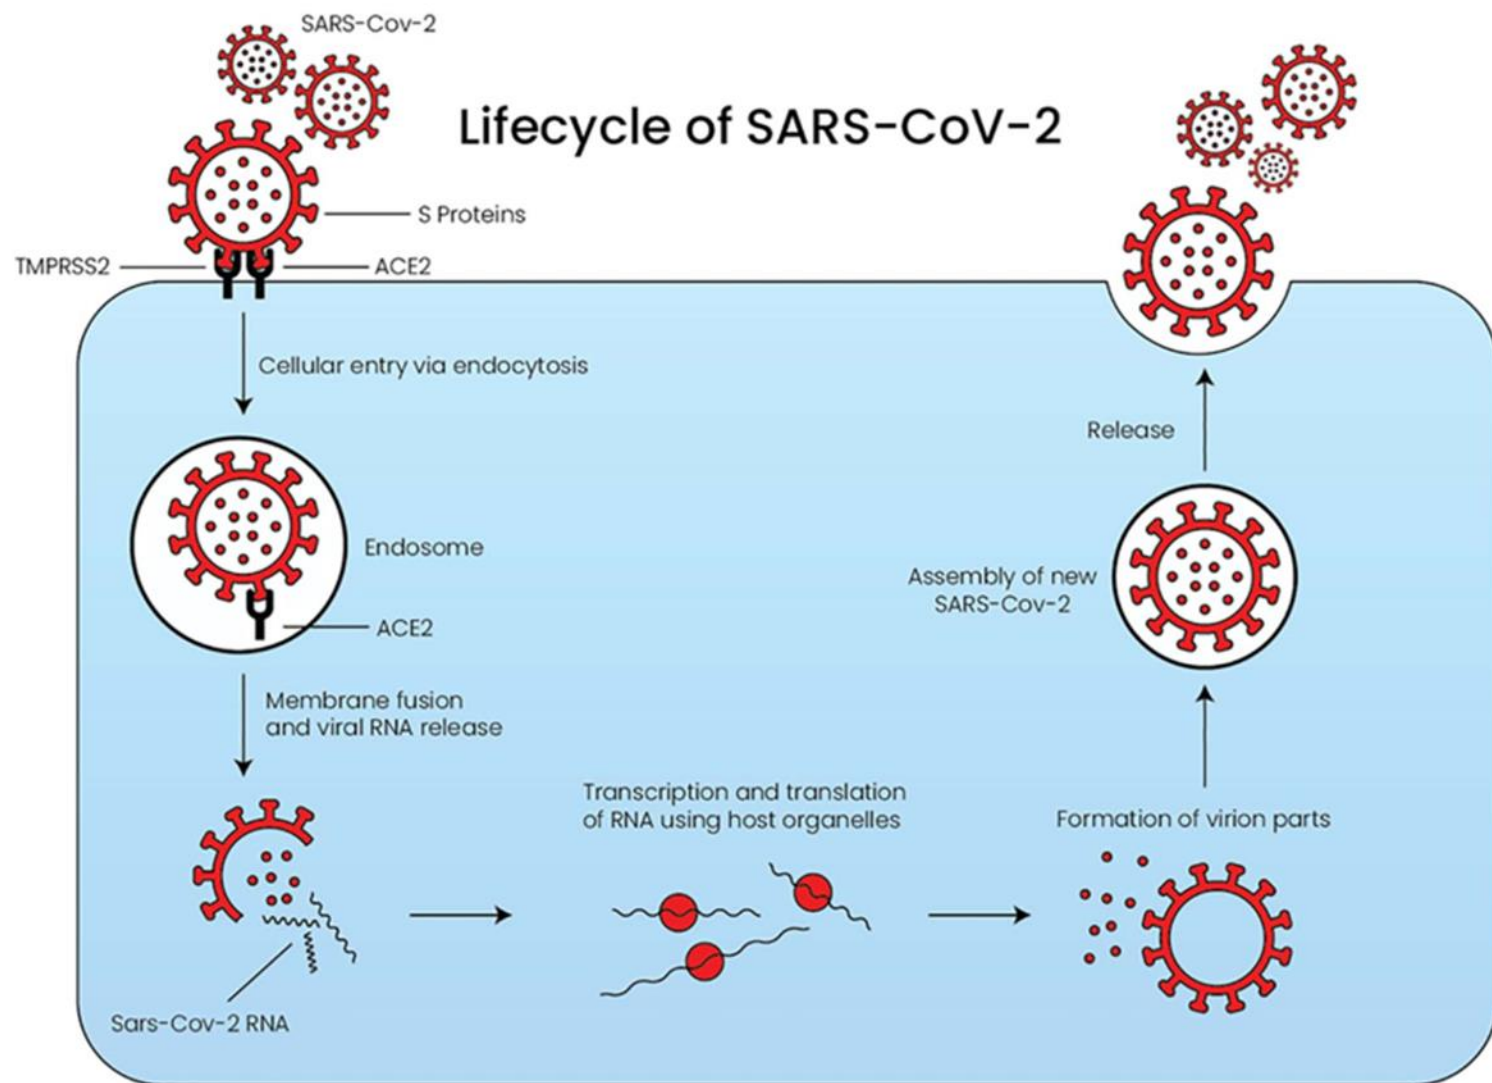 SARS-Cov-2
Lifecycle of SARS-CoV-2
S Proteins
TMPRSS2
ACE2
Cellular entry via endocytosis
Endosome
ACE2
Membrane fusion
and viral RNA release
Sars-Cov-2 RNA
Transcription and translation
of RNA using host organelles
Formation of virion parts
Assembly of new
SARS-Cov-2
Release